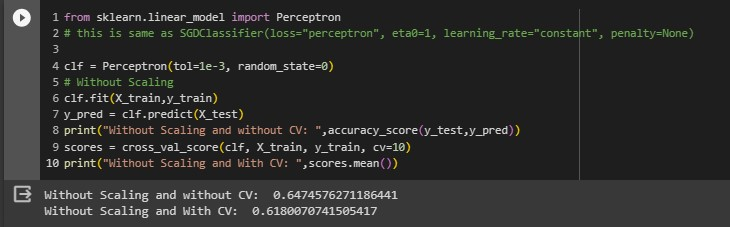 1 from sklearn.linear_model import Perceptron
2 # this is same as SGDClassifier(loss="perceptron", eta0=1, learning_rate="constant", penalty=None)
3
4 clf = Perceptron(tol=1e-3, random_state=0)
5 # Without Scaling
6 clf.fit(X_train,y_train)
7 y_pred = clf.predict(X_test)
8 print("Without Scaling and without CV: ",accuracy_score(y_test,y_pred))
9 scores = cross_val_score(clf, X_train, y_train, cv=10)
10 print("Without Scaling and With CV: ",scores.mean())
Without Scaling and without CV:  0.6474576271186441
Without Scaling and With CV:  0.6180070741505417